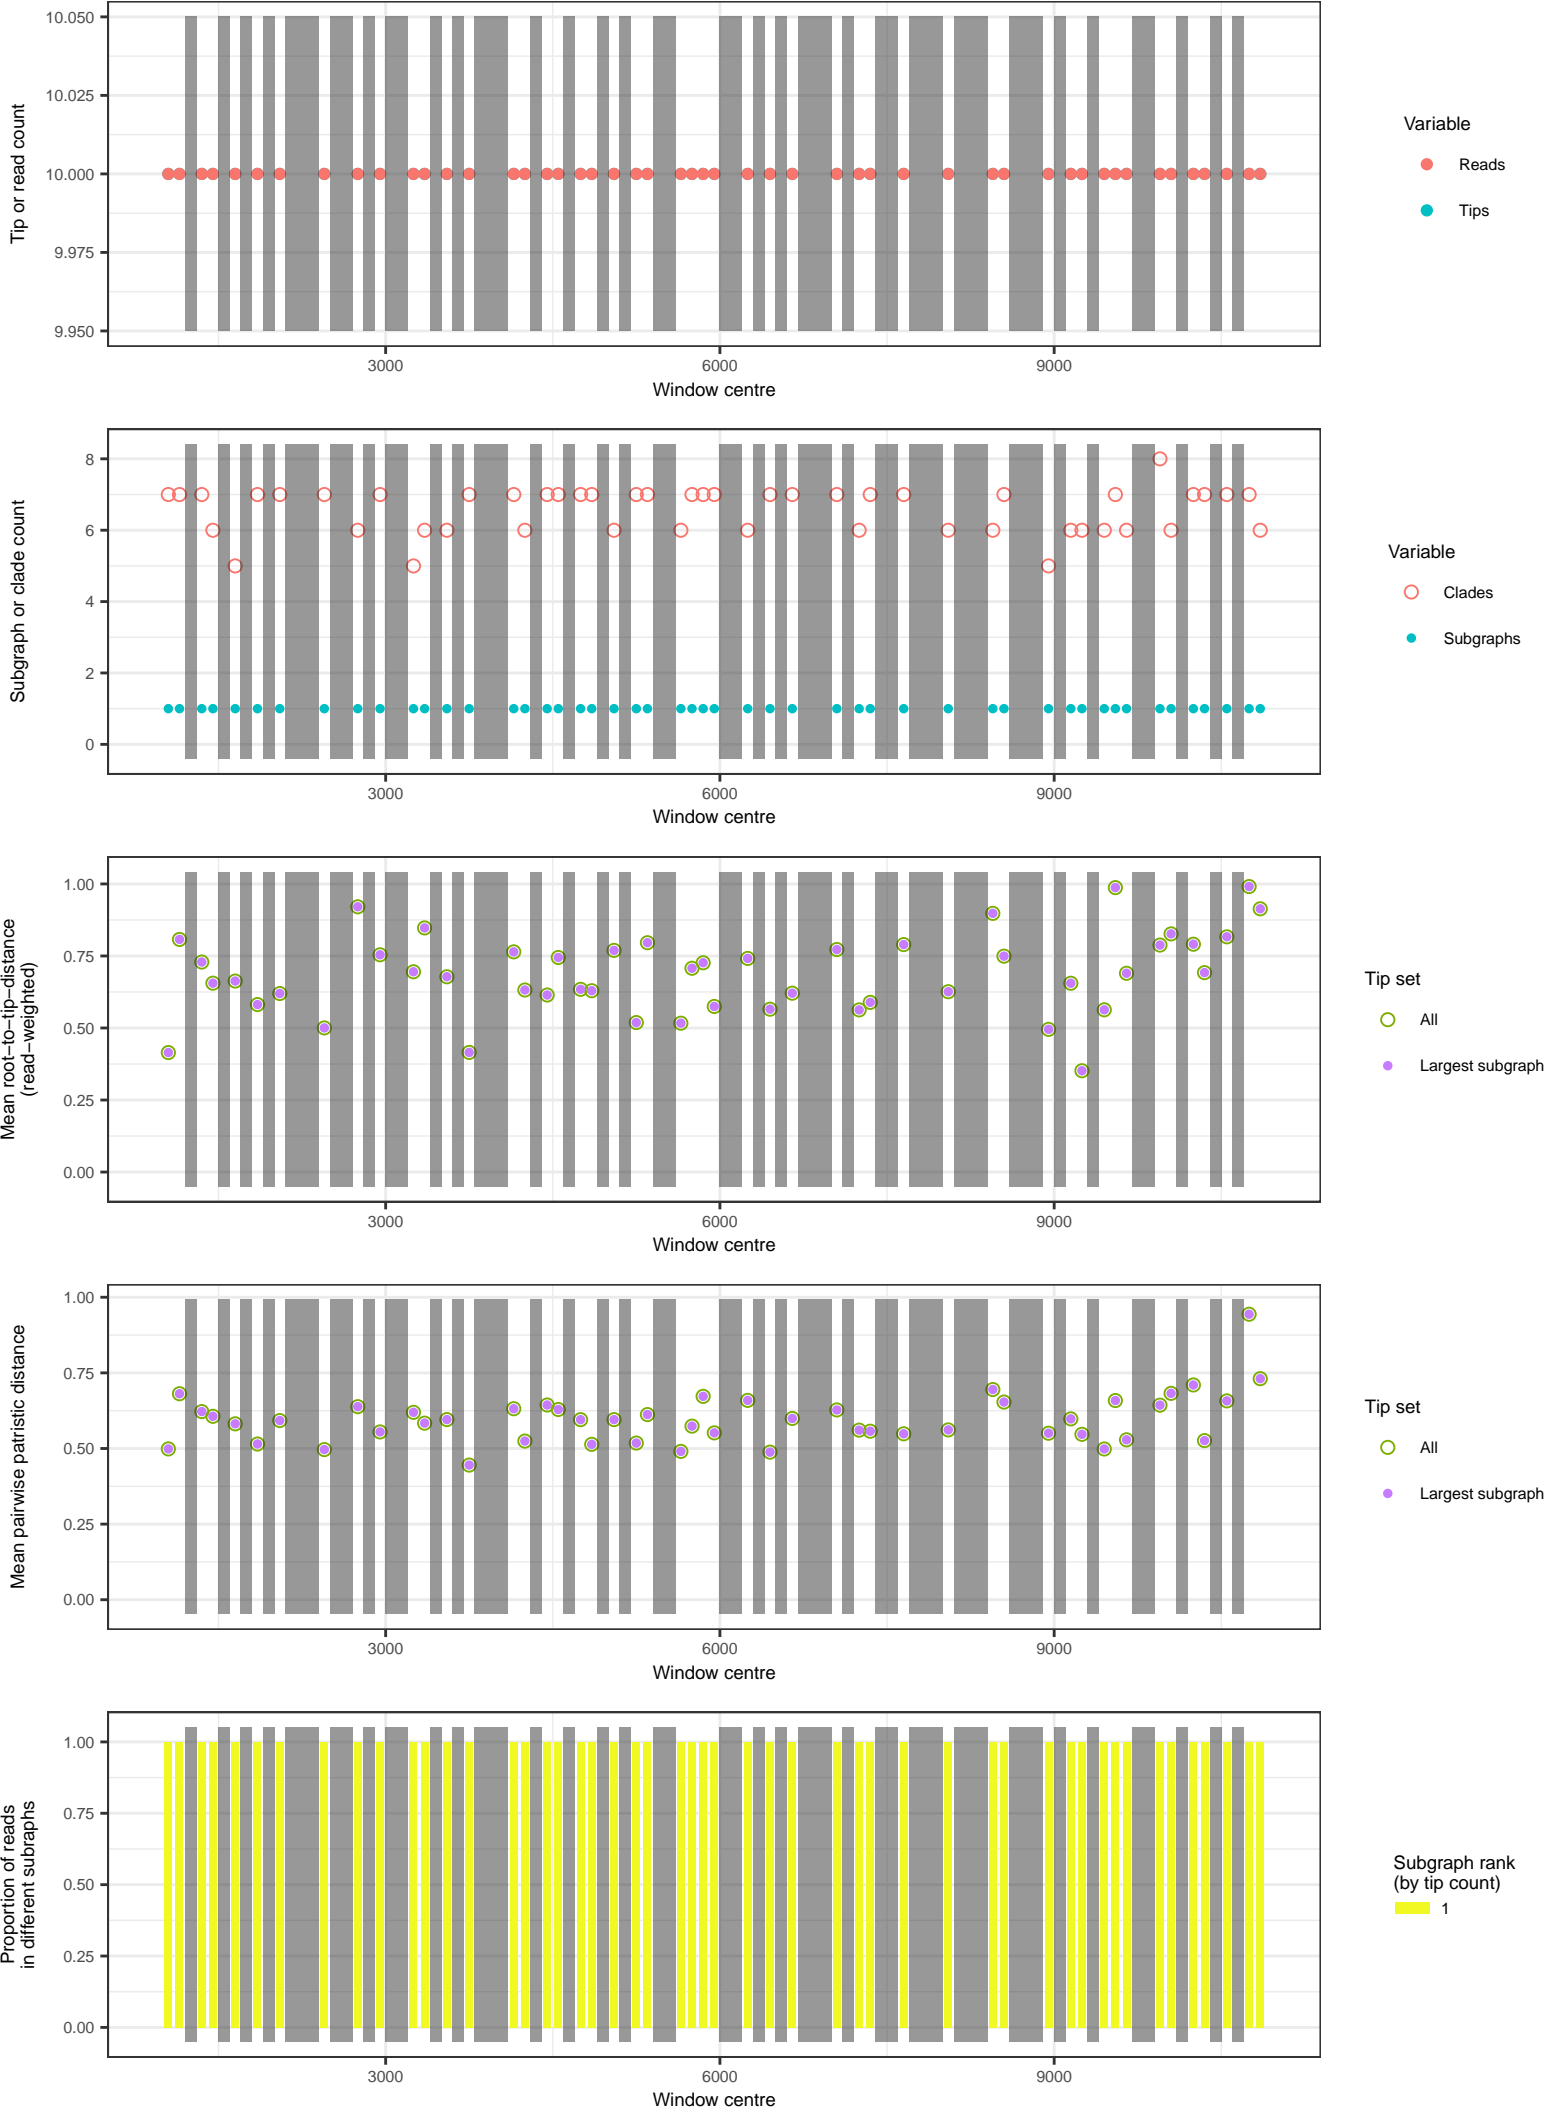 10.050
10.025
10.000
9.975
9.950
Tip or read count
3000
6000
9000
Window centre
Variable
Reads
Tips
8
6
4
2
0
Subgraph or clade count
3000
6000
9000
Window centre
Variable
Clades
Subgraphs
1.00
0.75
0.50
0.25
0.00
Mean root−to−tip−distance
(read−weighted)
3000
6000
9000
Window centre
Tip set
All
Largest subgraph
1.00
0.75
0.50
0.25
0.00
Mean pairwise patristic distance
3000
6000
9000
Window centre
Tip set
All
Largest subgraph
1.00
0.75
0.50
0.25
0.00
Proportion of reads
in different subraphs
3000
6000
9000
Window centre
Subgraph rank
(by tip count)
1